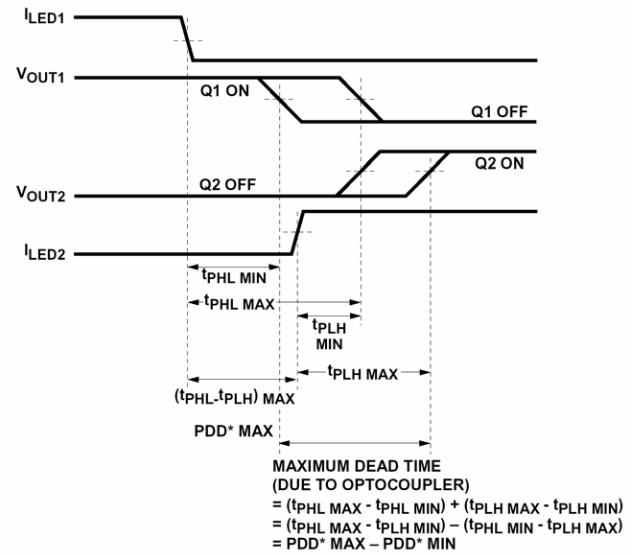 ILED1
VOUT1
Q1 ON
Q1 OFF
Q2 OFF
Q2 ON
VOUT2
ILED2
tPHL MIN
tPHL MAX
tPLH
MIN
tPLH MAX
(tPHL-tPLH) MAX
PDD* MAX
MAXIMUM DEAD TIME
(DUE TO OPTOCOUPLER)
= (tPHL MAX - tPHL MIN) + (tPLH MAX - tPLH MIN)
= (tPHL MAX - tPLH MIN) – (tPHL MIN - tPLH MAX)
= PDD* MAX – PDD* MIN